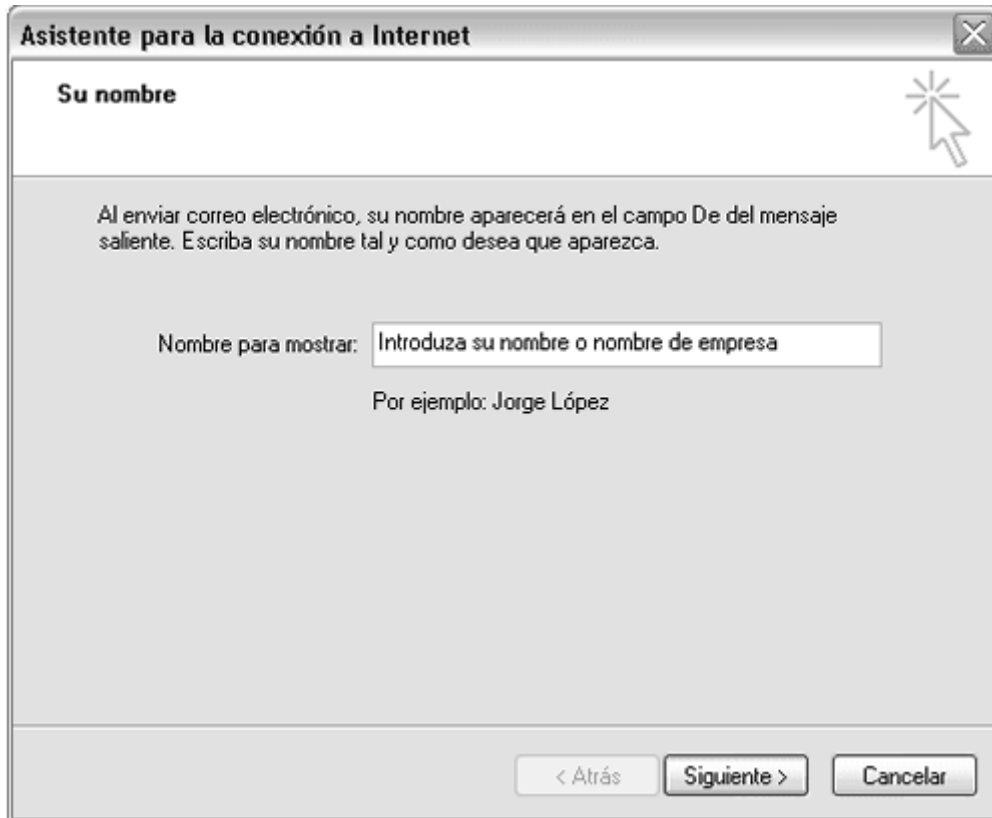 Asistente para la conexión a Internet
Su nombre
Al enviar correo electrónico, su nombre aparecerá en el campo De del mensaje
saliente. Escriba su nombre tal y como desea que aparezca.
Nombre para mostrar: Introduza su nombre o nombre de empresa
Por ejemplo: Jorge López
< Atrás Siguiente > Cancelar